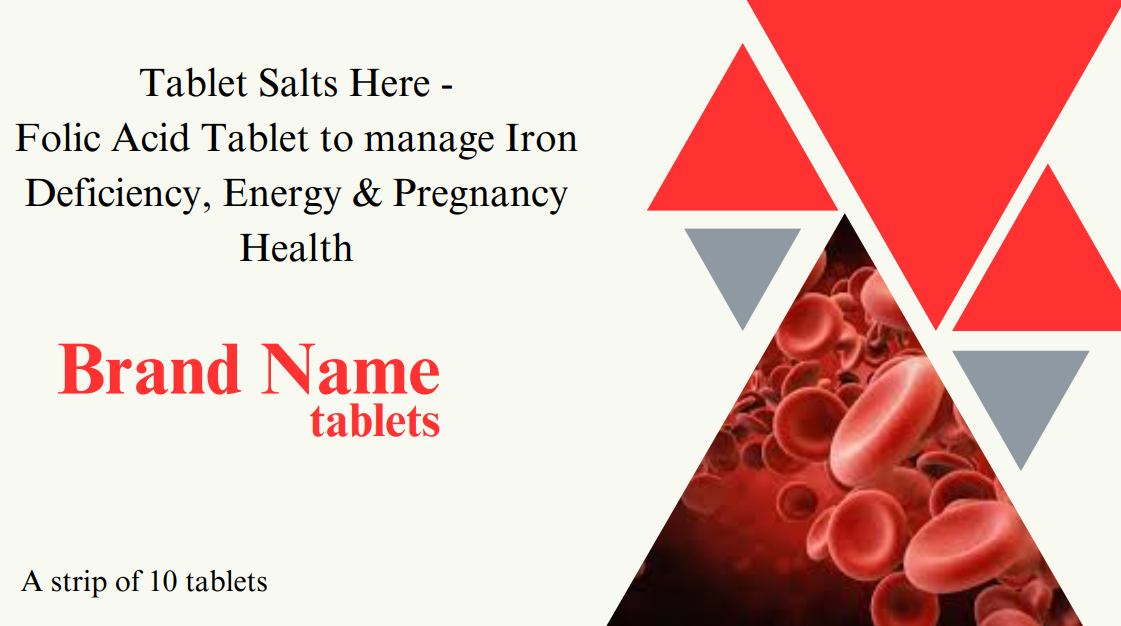 Tablet Salts Here -
Folic Acid Tablet to manage Iron
Deficiency, Energy & Pregnancy
Health
Brand Name
tablets
A strip of 10 tablets